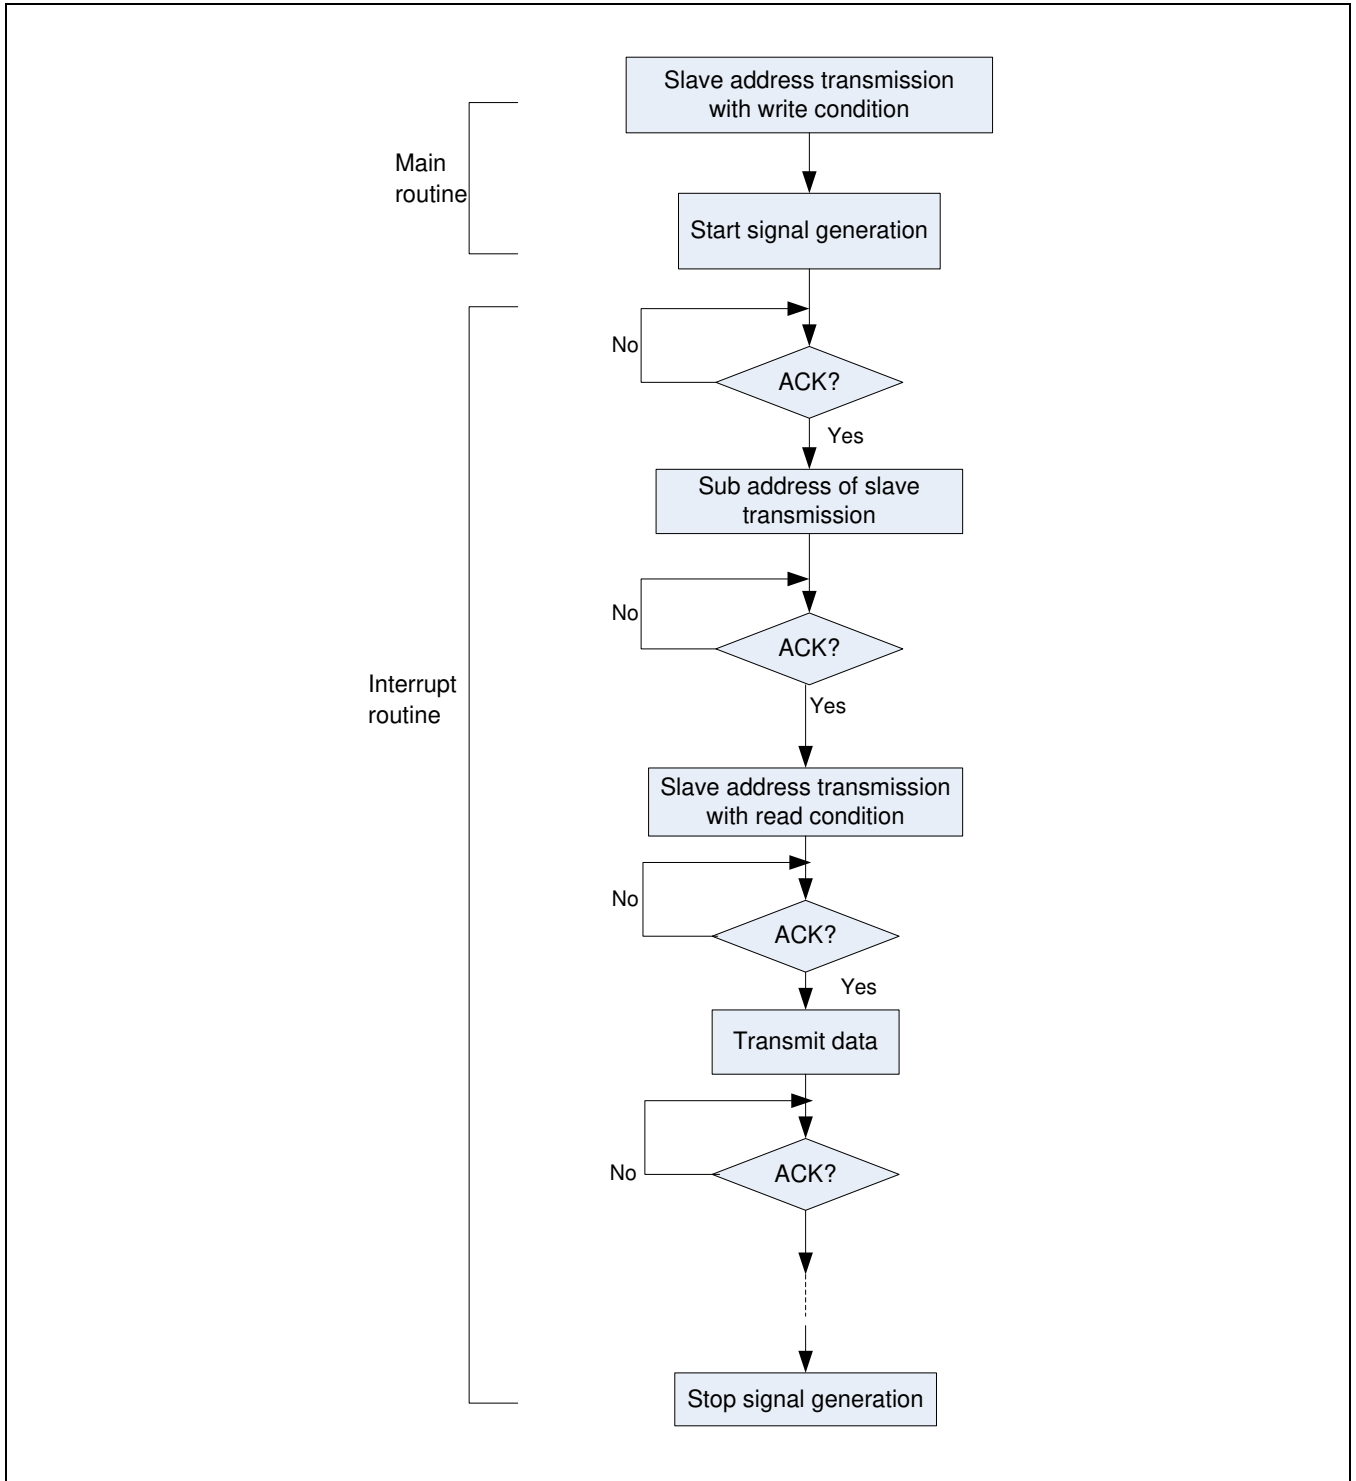 Slave address transmission
with write condition
Main
routine
Start signal generation
No
ACK?
Yes
Sub address of slave
transmission
No
ACK?
Interrupt
routine
Yes
Slave address transmission
with read condition
No
ACK?
Yes
Transmit data
No
ACK?
Stop signal generation